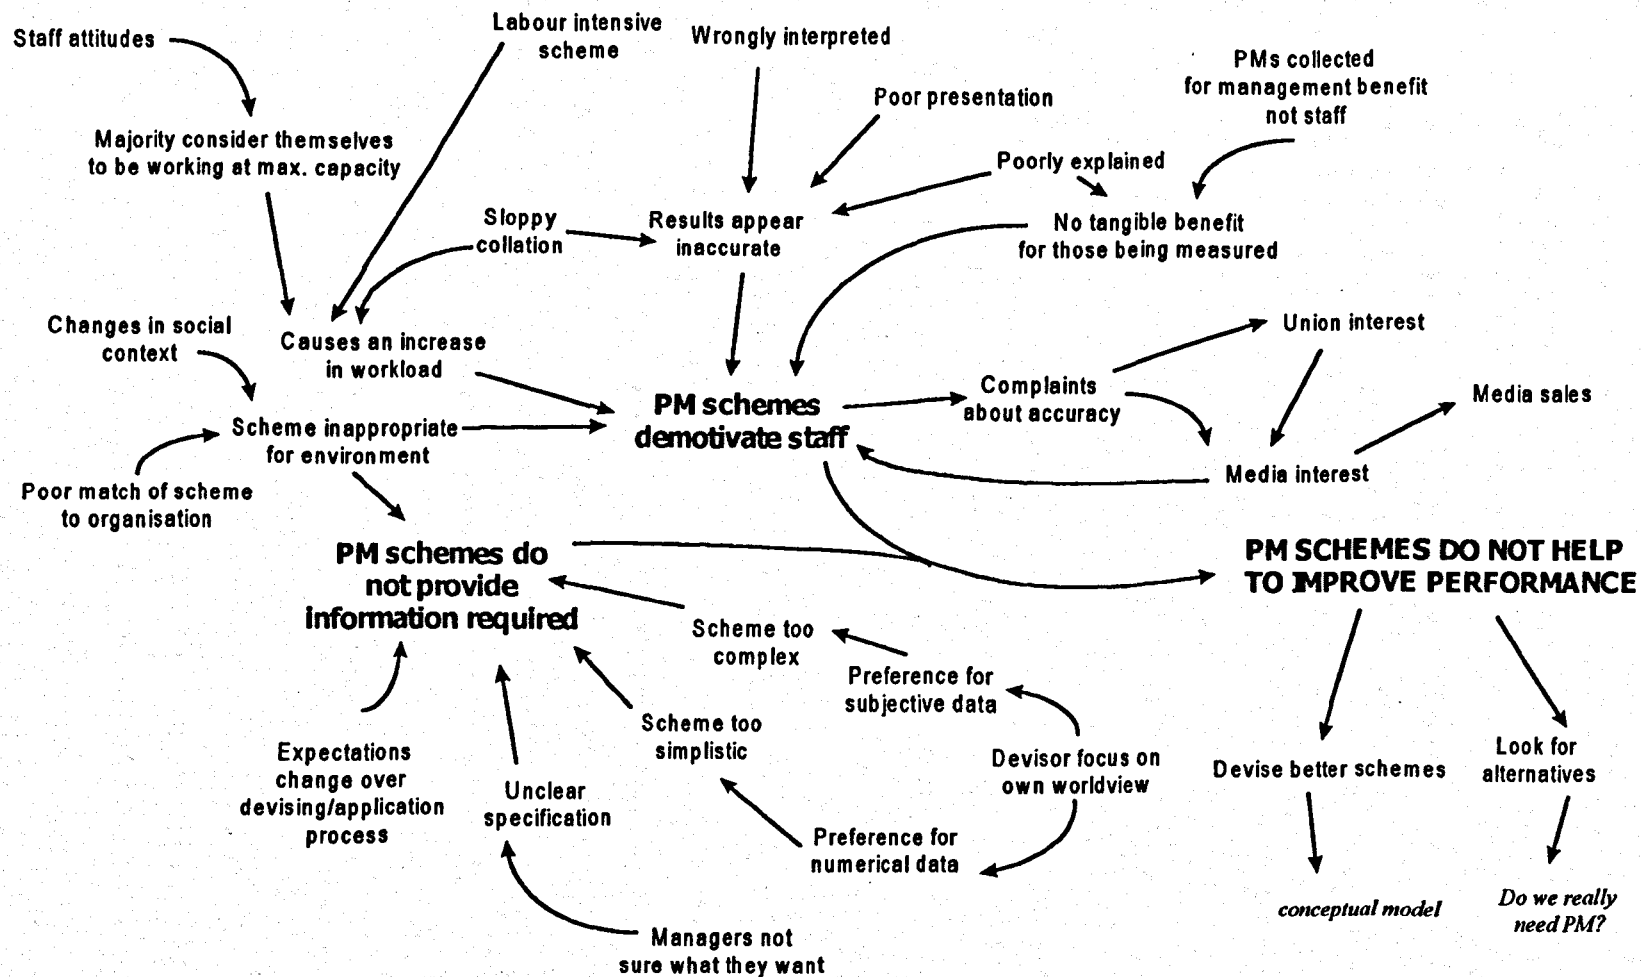 Staff attitudes
Labour intensive
scheme
Wrongly interpreted
PMs collected
for management benefit
not staff
Poor presentation
Majority consider themselves
to be working at max. capacity
Poorly explained
Sloppy
collation
Results appear
inaccurate
No tangible benefit
for those being measured
Changes in social
context
Causes an increase
in workload
Union interest
PM schemes
demotivate staff
Complaints
about accuracy
Media sales
Scheme inappropriate
for environment
Media interest
Poor match of scheme
to organisation
PM schemes do
not provide
information required
PM SCHEMES DO NOT HELP
TO IMPROVE PERFORMANCE
Scheme too
complex
Preference for
subjective data
Scheme too
simplistic
Expectations
change over
devising/application
process
Unclear
specification
Devisor focus on
own worldview
Devise better schemes
Look for
alternatives
Preference for
numerical data
conceptual model
Do we really
need PM?
Managers not
sure what they want